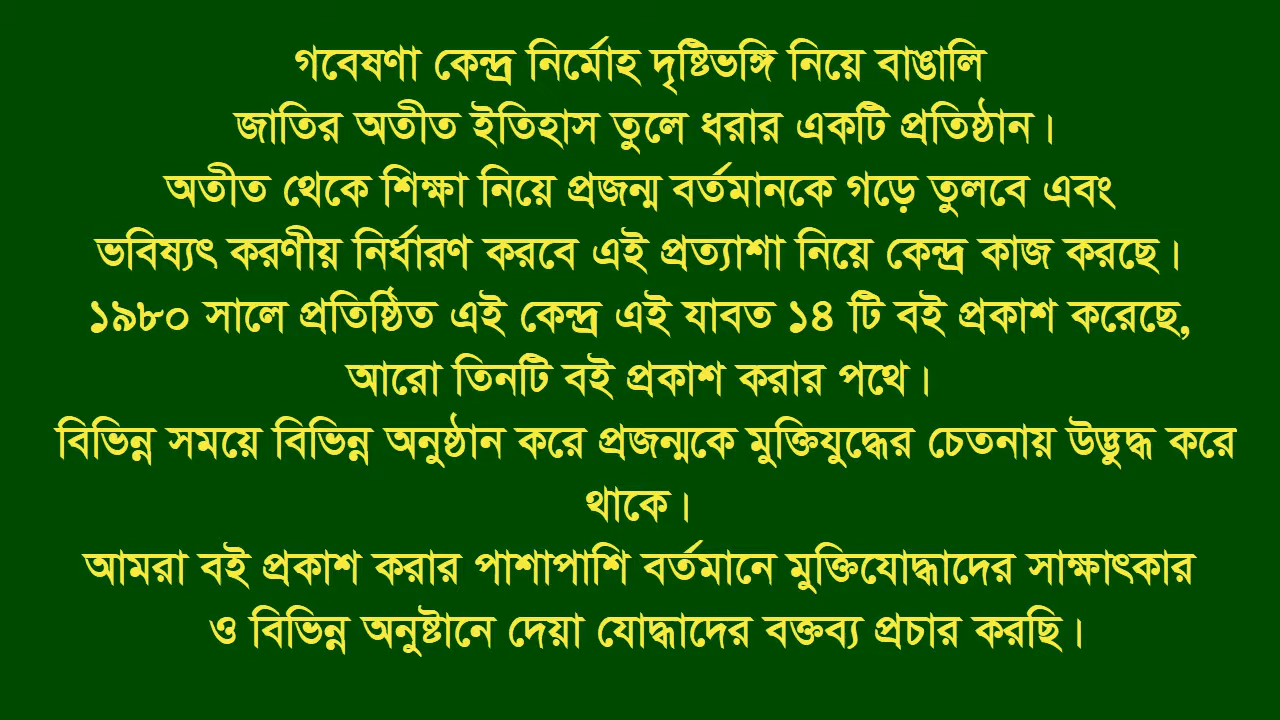 গবেষণা কেন্দ্র নির্মোহ দৃষ্টিভঙ্গি নিয়ে বাঙালি
জাতির অতীত ইতিহাস তুলে ধরার একটি প্রতিষ্ঠান।
অতীত থেকে শিক্ষা নিয়ে প্রজন্ম বর্তমানকে গড়ে তুলবে এবং
ভবিষ্যৎ করণীয় নির্ধারণ করবে এই প্রত্যাশা নিয়ে কেন্দ্র কাজ করছে।
১৯৮০ সালে প্রতিষ্ঠিত এই কেন্দ্র এই যাবত ১৪ টি বই প্রকাশ করেছে,
আরো তিনটি বই প্রকাশ করার পথে।
বিভিন্ন সময়ে বিভিন্ন অনুষ্ঠান করে প্রজন্মকে মুক্তিযুদ্ধের চেতনায় উদ্ভুদ্ধ করে
থাকে।
আমরা বই প্রকাশ করার পাশাপাশি বর্তমানে মুক্তিযোদ্ধাদের সাক্ষাৎকার
ও বিভিন্ন অনুষ্টানে দেয়া যোদ্ধাদের বক্তব্য প্রচার করছি।